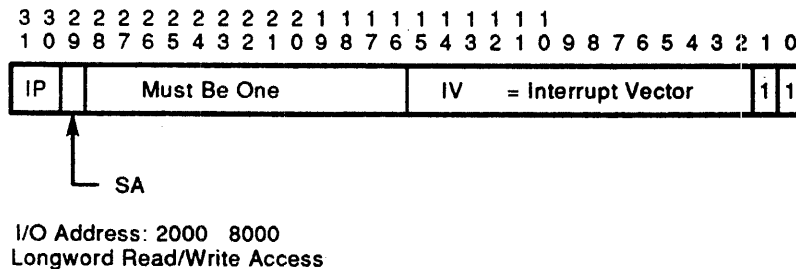 3 3 2 2 2 2 2 2 2 2 2 2 1 1 1 1 1 1 1 1 1 1
1 0 9 8 7 6 5 4 3 2 1 0 9 8 7 6 5 4 3 2 1 0 9 8 7 6 5 4 3 2 1 0
IP Must Be One IV = Interrupt Vector 1 1
SA
I/O Address: 2000 8000
Longword Read/Write Access